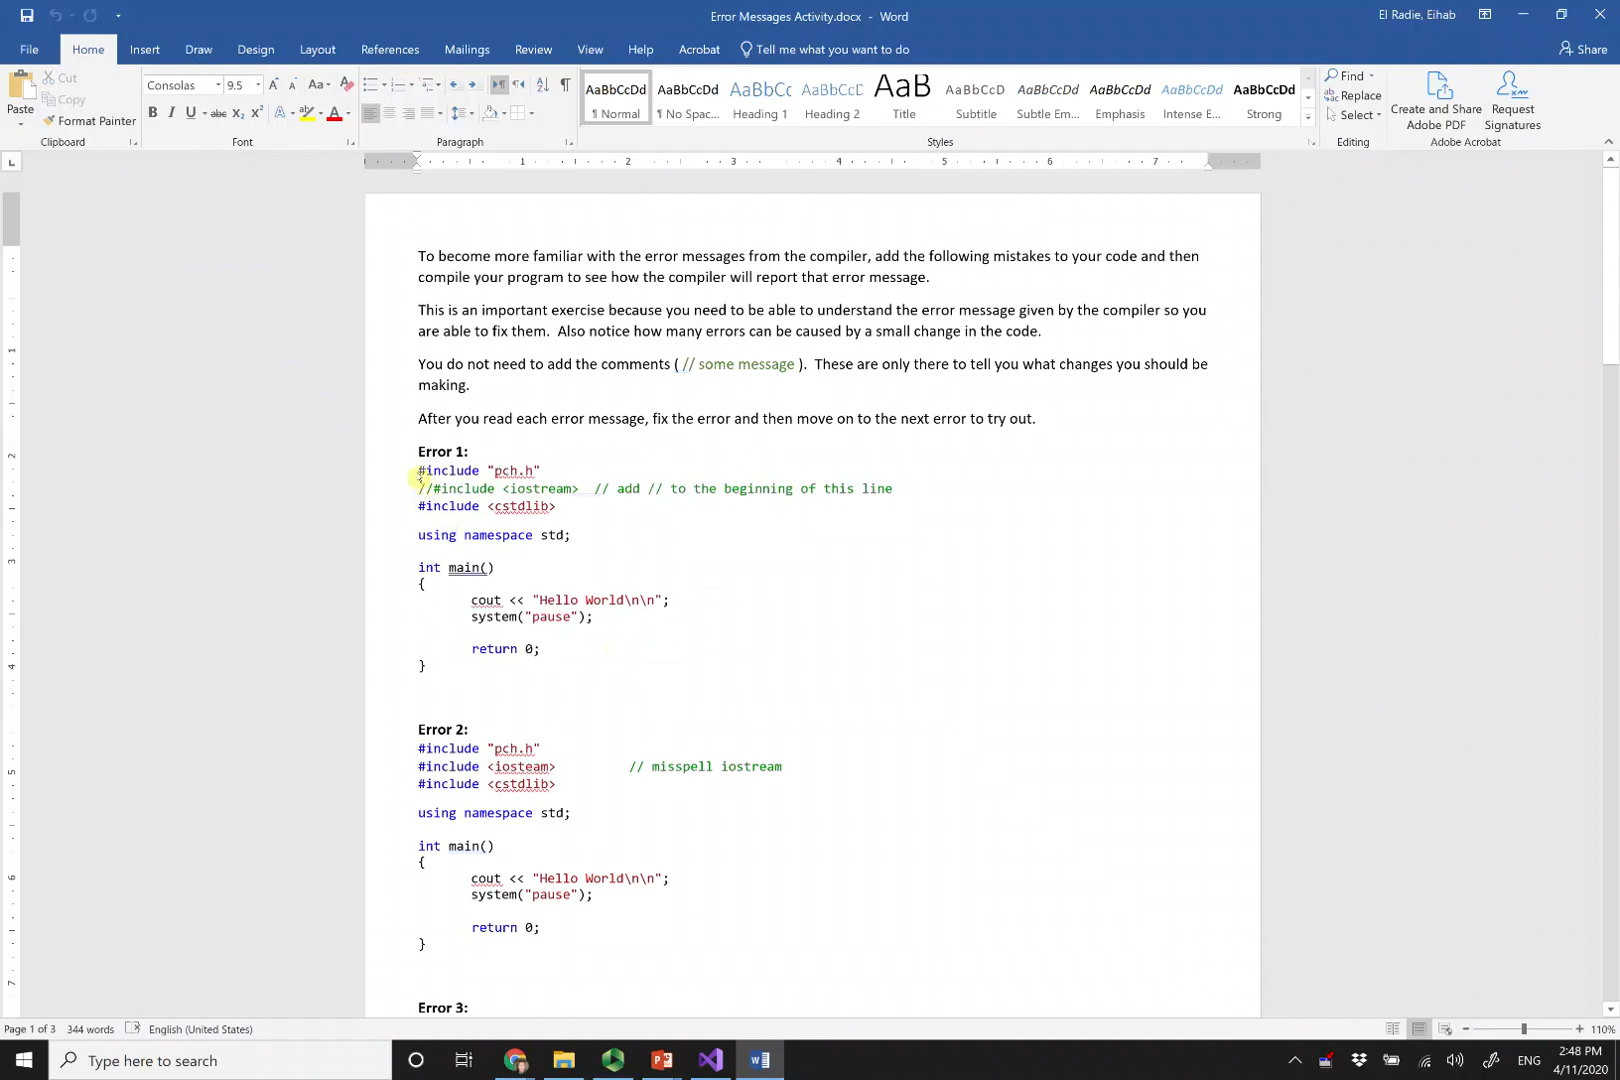 Error Messages Activity.docx - Word
El Radie, Eihab
File Home Insert Draw Design Layout References Mailings Review View Help Acrobat Tell me what you want to do
Share
Paste
Cut
Copy
Format Painter
Clipboard
Consolas 9.5
Font
Paragraph
AaBbCcDd AaBbCcDd AaBbCc AaBbCcD AaB AaBbCcD AaBbCcDd AaBbCcDd AaBbCcDd AaBbCcDd
¶ Normal ¶ No Spac... Heading 1 Heading 2 Title Subtitle Subtle Em... Emphasis Intense E... Strong
Styles
Find
Replace
Select
Editing
Create and Share Adobe PDF
Request Signatures
Adobe Acrobat
1 2 3 4 5 6 7
To become more familiar with the error messages from the compiler, add the following mistakes to your code and then
compile your program to see how the compiler will report that error message.
This is an important exercise because you need to be able to understand the error message given by the compiler so you
are able to fix them.  Also notice how many errors can be caused by a small change in the code.
You do not need to add the comments ( // some message ).  These are only there to tell you what changes you should be
making.
After you read each error message, fix the error and then move on to the next error to try out.
Error 1:
#include "pch.h"
//#include <iostream>  // add // to the beginning of this line
#include <cstdlib>
using namespace std;
int main()
{
cout << "Hello World\n\n";
system("pause");
return 0;
}
Error 2:
#include "pch.h"
#include <iosteam> // misspell iostream
#include <cstdlib>
using namespace std;
int main()
{
cout << "Hello World\n\n";
system("pause");
return 0;
}
Error 3:
Page 1 of 3 344 words English (United States)
110%
Type here to search
ENG
2:48 PM
4/11/2020